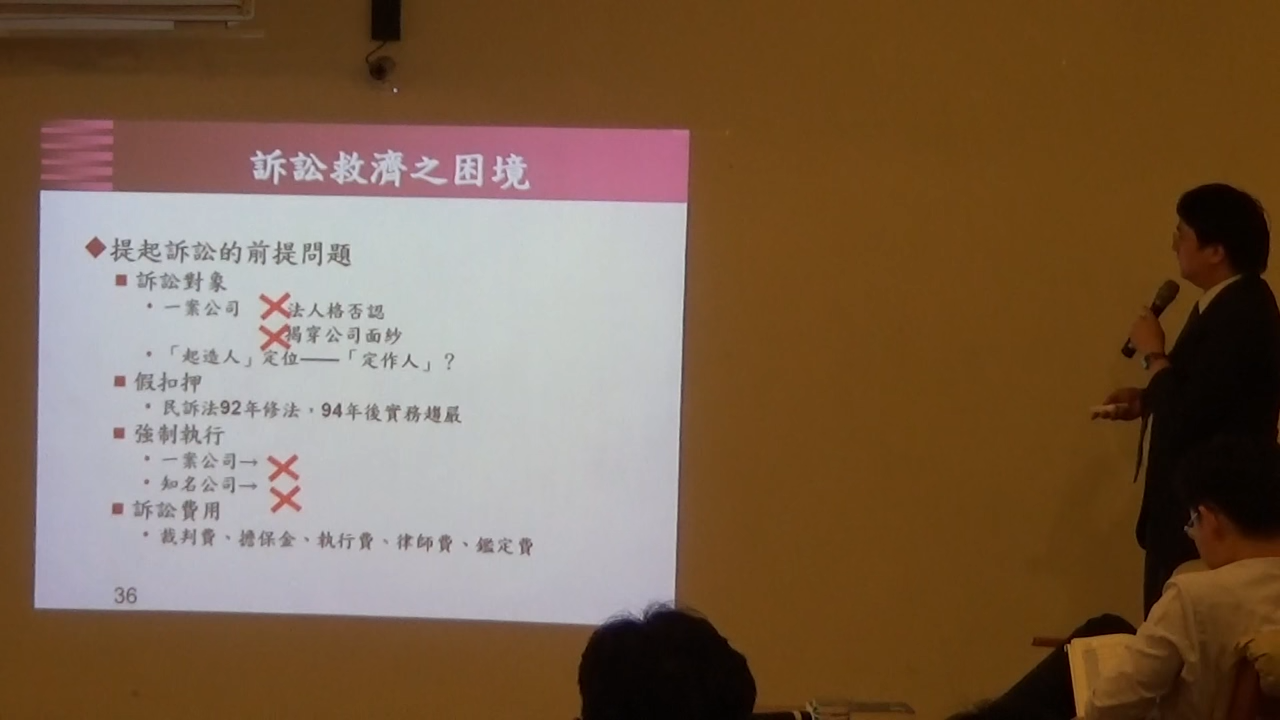 訴訟救濟之困境
◆提起訴訟的前提問題
■ 訴訟對象
• 一案公司 ✕法人格否認
✕揭穿公司面紗
• 「起造人」定位——「定作人」？
■ 假扣押
• 民訴法92年修法，94年後實務趨嚴
■ 強制執行
• 一案公司→ ✕
• 知名公司→ ✕
■ 訴訟費用
• 裁判費、擔保金、執行費、律師費、鑑定費
36